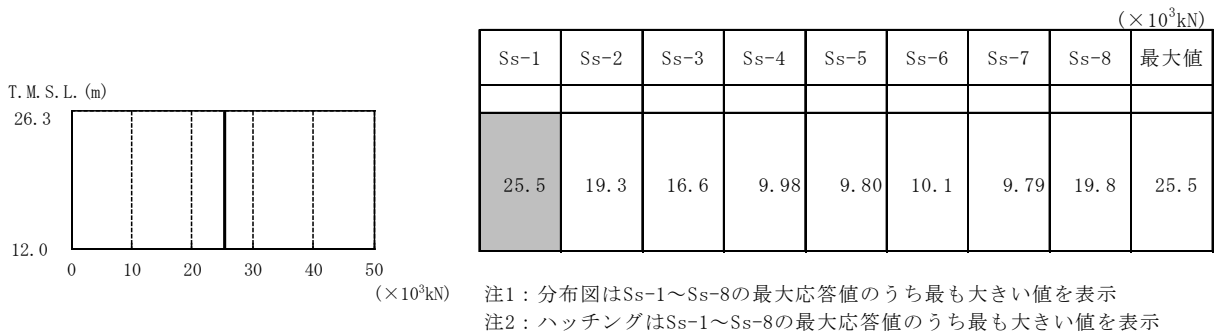 (×10³kN)
Ss-1 Ss-2 Ss-3 Ss-4 Ss-5 Ss-6 Ss-7 Ss-8 最大値
25.5 19.3 16.6 9.98 9.80 10.1 9.79 19.8 25.5
T.M.S.L.(m)
26.3
12.0
0 10 20 30 40 50
(×10³kN)
注1：分布図はSs-1～Ss-8の最大応答値のうち最も大きい値を表示
注2：ハッチングはSs-1～Ss-8の最大応答値のうち最も大きい値を表示